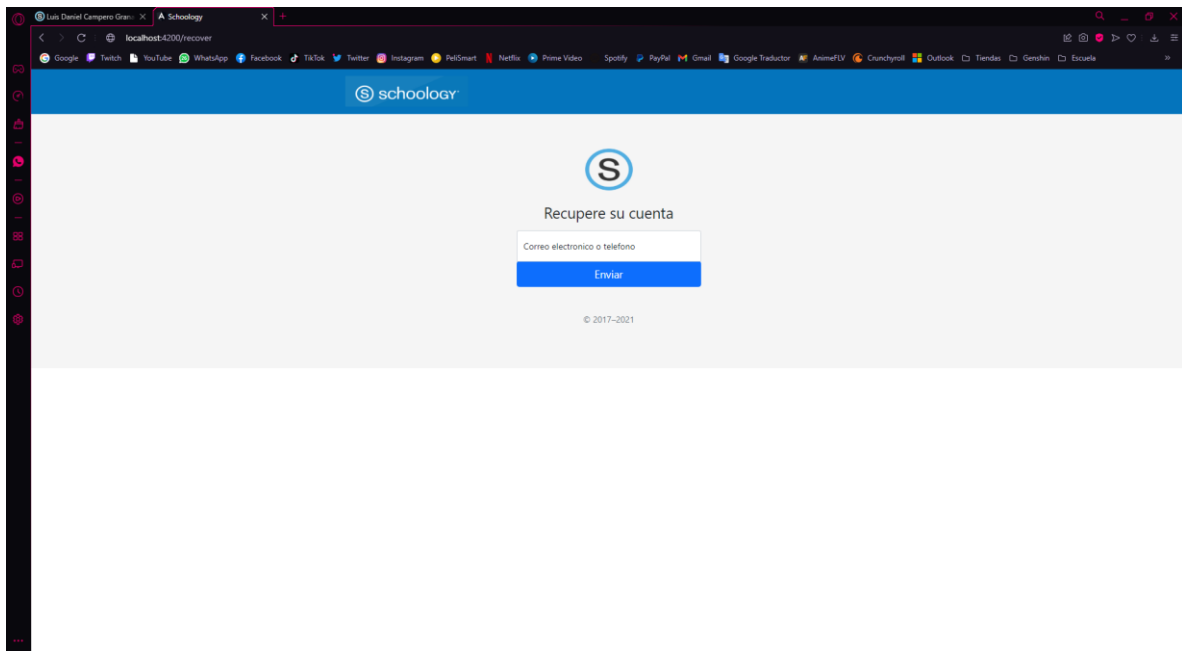 Luis Daniel Campero Gran
Schoology
localhost:4200/recover
Google Twitch YouTube WhatsApp Facebook TikTok Twitter Instagram PeliSmart Netflix Prime Video Spotify PayPal Gmail Google Traductor AnimeFLV Crunchyroll Outlook Tiendas Genshin Escuela »
S schoology
S
Recupere su cuenta
Correo electronico o telefono
Enviar
© 2017–2021